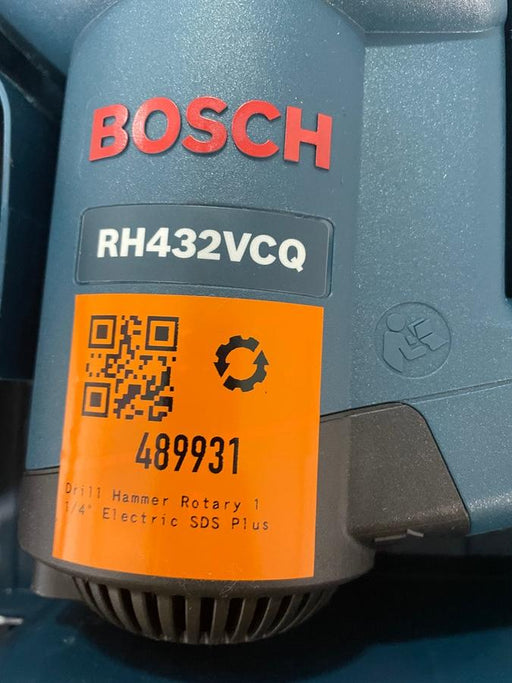 BOSCH
RH432VCQ
489931
Drill Hammer Rotary 1
1/4" Electric SDS Plus